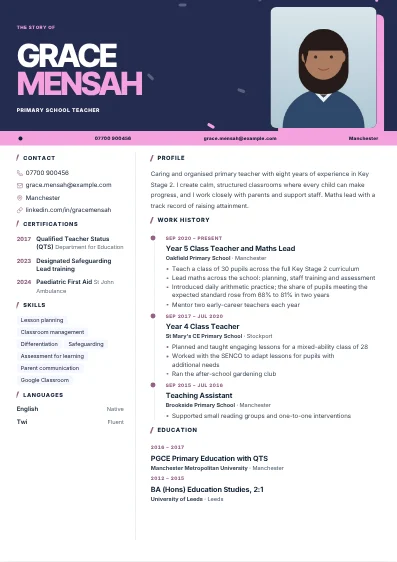 THE STORY OF
GRACE
MENSAH
PRIMARY SCHOOL TEACHER
07700 900456 grace.mensah@example.com Manchester
CONTACT
07700 900456
grace.mensah@example.com
Manchester
linkedin.com/in/gracemensah
CERTIFICATIONS
2017 Qualified Teacher Status
(QTS) Department for Education
2023 Designated Safeguarding
Lead training
2024 Paediatric First Aid St John
Ambulance
SKILLS
Lesson planning
Classroom management
Differentiation Safeguarding
Assessment for learning
Parent communication
Google Classroom
LANGUAGES
English Native
Twi Fluent
PROFILE
Caring and organised primary teacher with eight years of experience in Key
Stage 2. I create calm, structured classrooms where every child can make
progress, and I work closely with parents and support staff. Maths lead with a
track record of raising attainment.
WORK HISTORY
SEP 2020 – PRESENT
Year 5 Class Teacher and Maths Lead
Oakfield Primary School · Manchester
• Teach a class of 30 pupils across the full Key Stage 2 curriculum
• Lead maths across the school: planning, staff training and assessment
• Introduced daily arithmetic practice; the share of pupils meeting the
expected standard rose from 68% to 81% in two years
• Mentor two early-career teachers each year
SEP 2017 – JUL 2020
Year 4 Class Teacher
St Mary's CE Primary School · Stockport
• Planned and taught engaging lessons for a mixed-ability class of 28
• Worked with the SENCO to adapt lessons for pupils with
additional needs
• Ran the after-school gardening club
SEP 2015 – JUL 2016
Teaching Assistant
Brookside Primary School · Manchester
• Supported small reading groups and one-to-one interventions
EDUCATION
2016 – 2017
PGCE Primary Education with QTS
Manchester Metropolitan University · Manchester
2012 – 2015
BA (Hons) Education Studies, 2:1
University of Leeds · Leeds